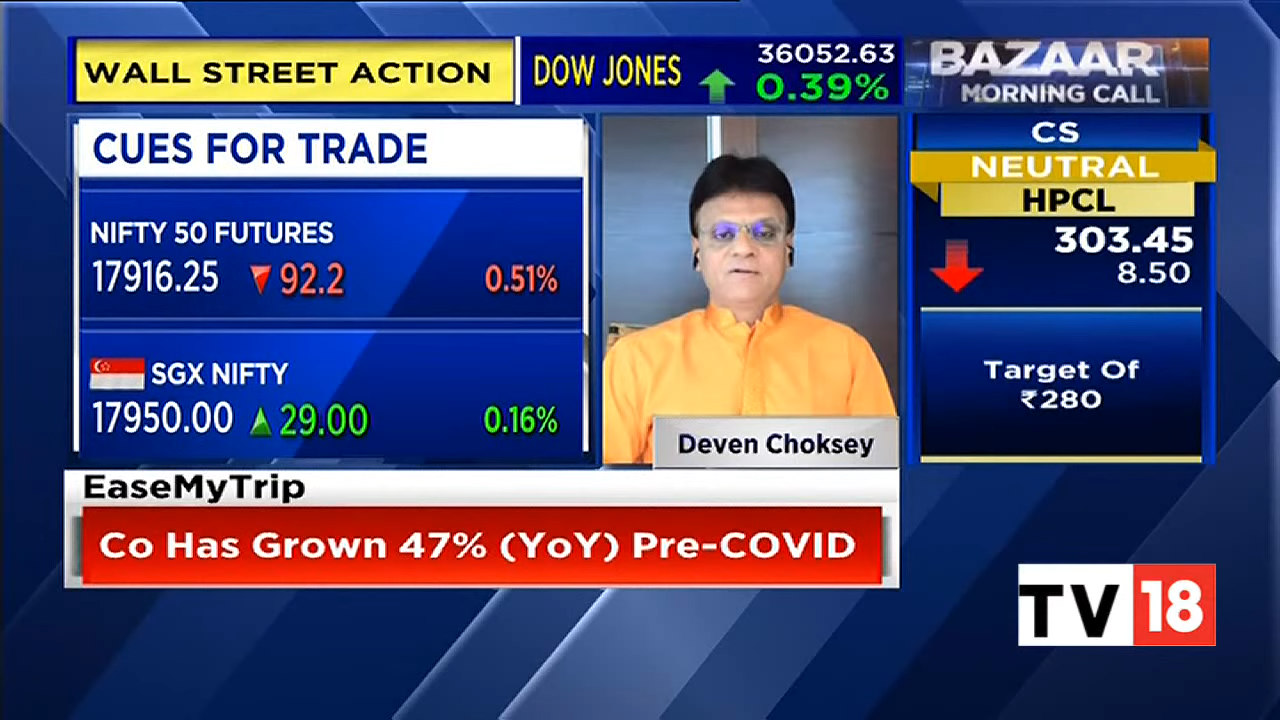 WALL STREET ACTION
DOW JONES
36052.63
0.39%
BAZAAR
MORNING CALL
CUES FOR TRADE
NIFTY 50 FUTURES
17916.25 92.2 0.51%
SGX NIFTY
17950.00 29.00 0.16%
Deven Choksey
CS
NEUTRAL
HPCL
303.45
8.50
Target Of
₹280
EaseMyTrip
Co Has Grown 47% (YoY) Pre-COVID
TV 18